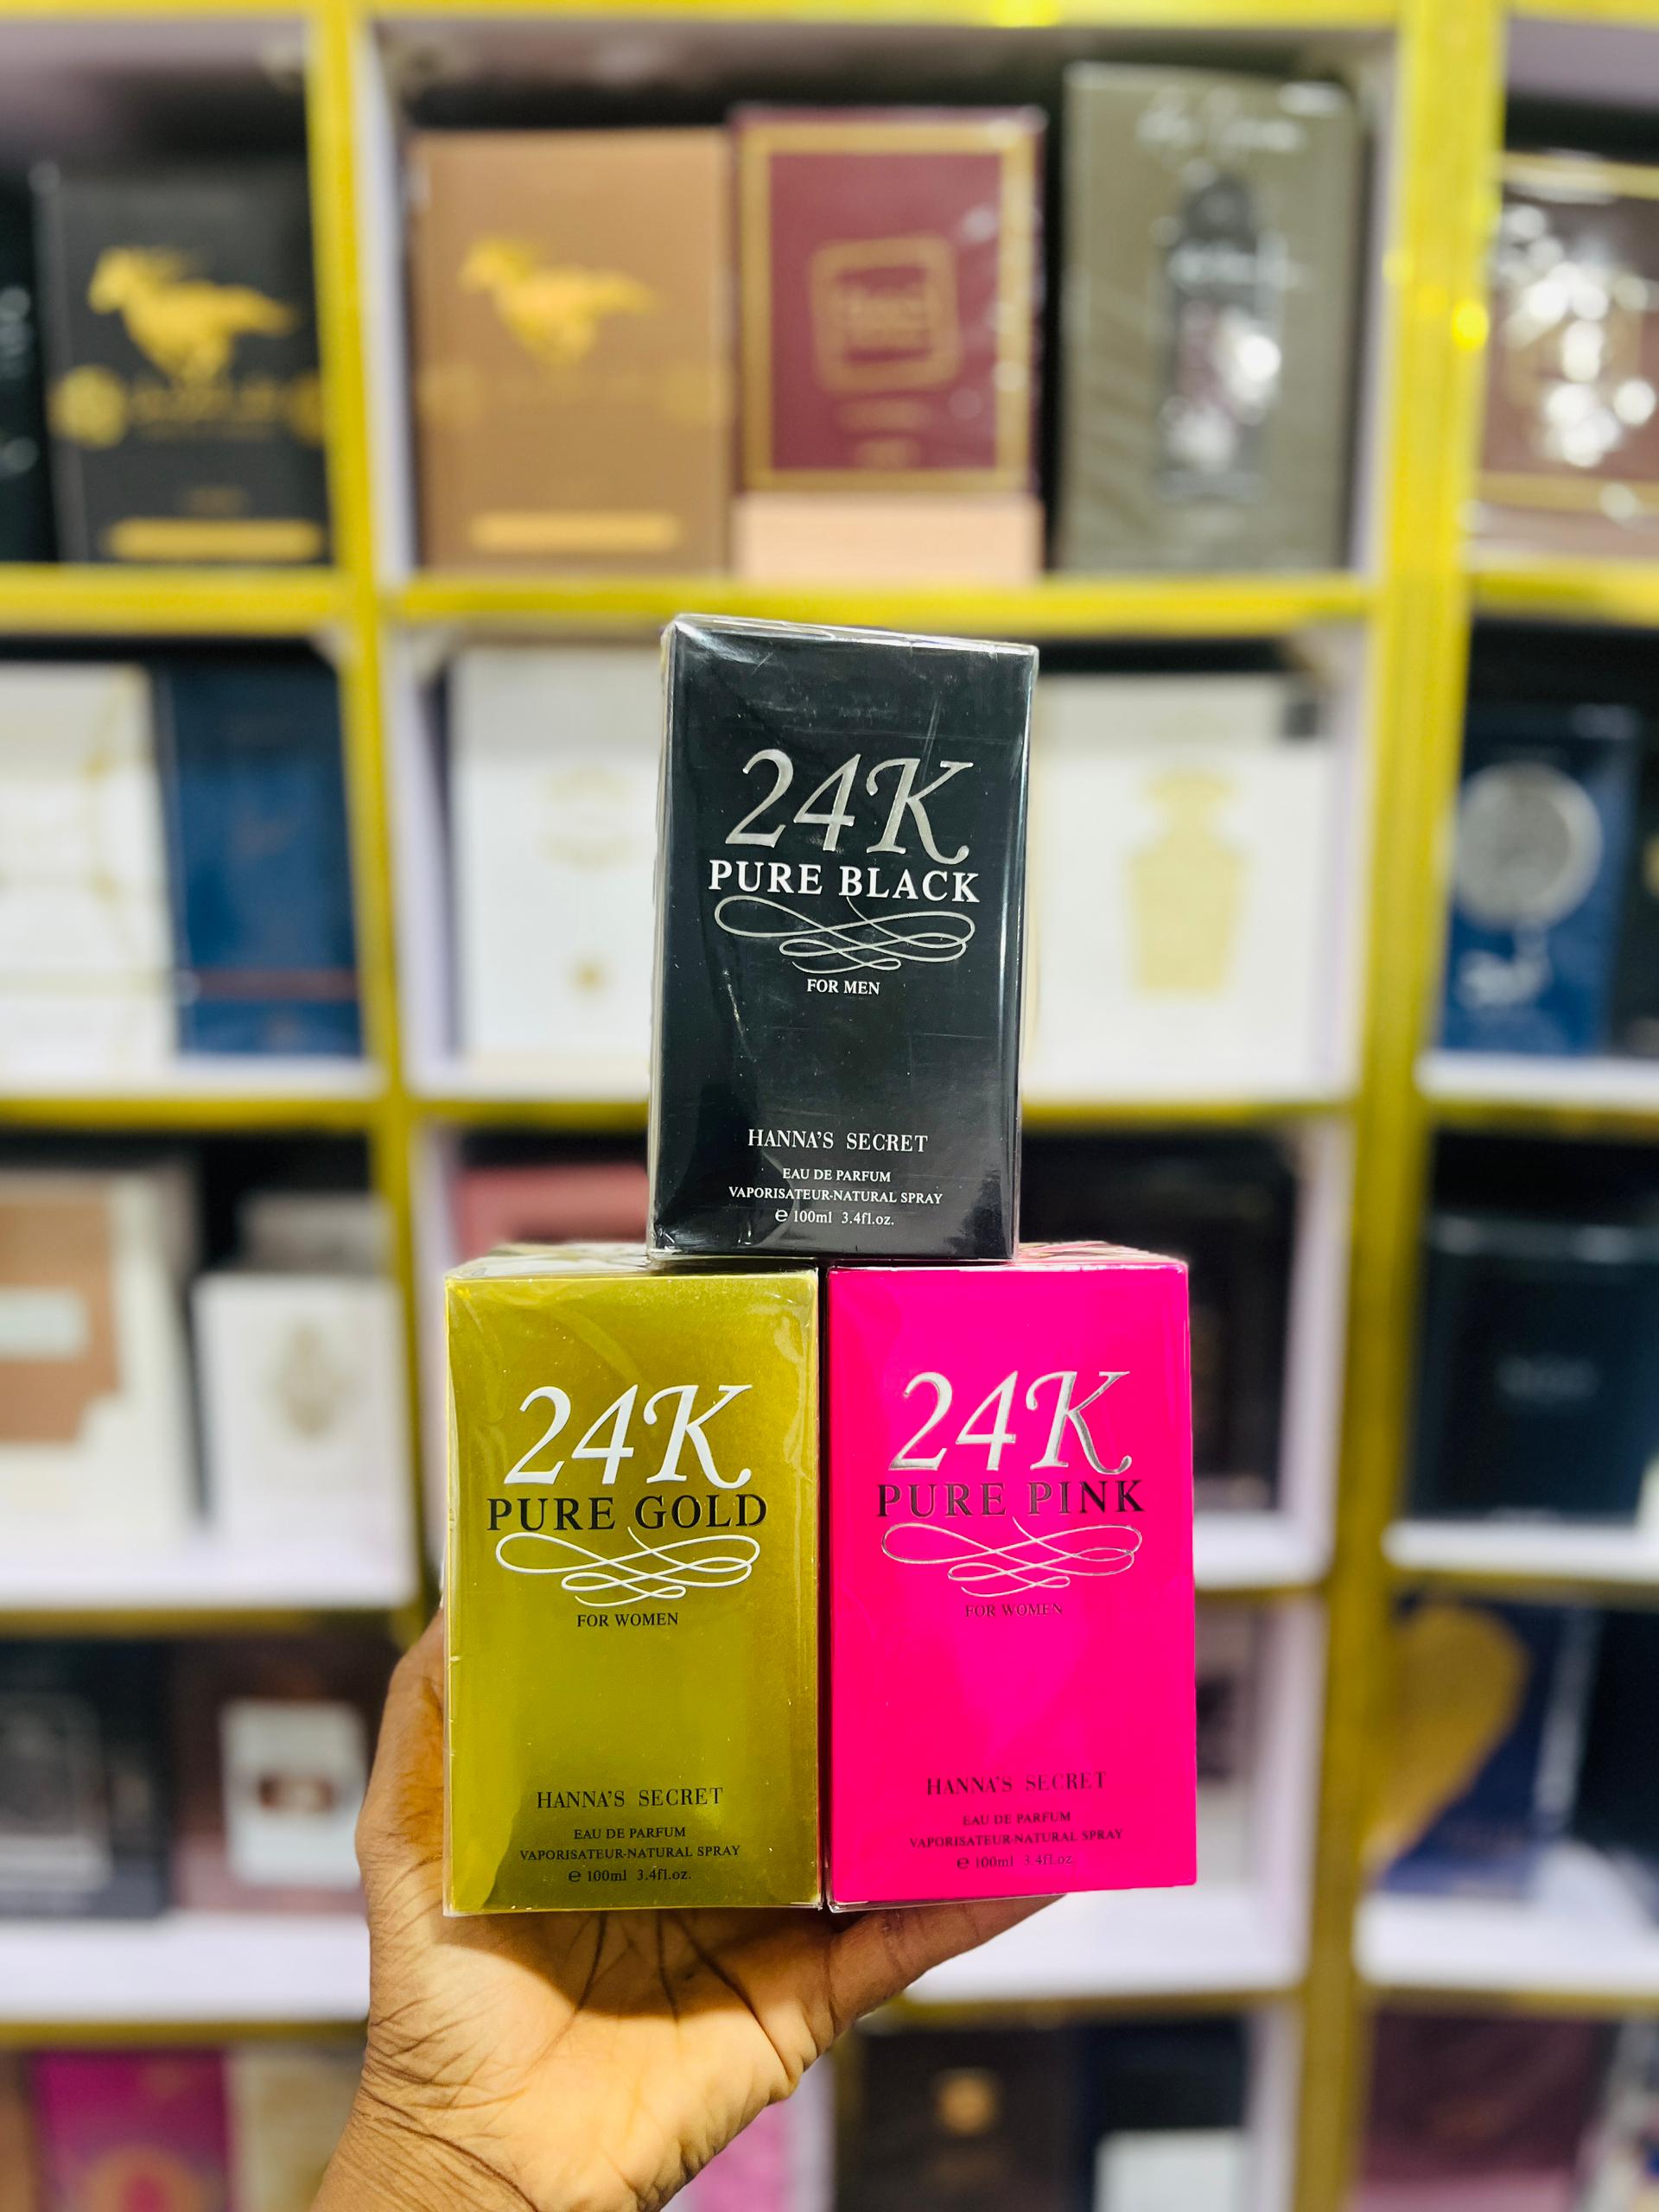 24K
PURE BLACK
FOR MEN
HANNA'S SECRET
EAU DE PARFUM
VAPORISATEUR-NATURAL SPRAY
℮ 100ml 3.4fl.oz.
24K
PURE GOLD
FOR WOMEN
HANNA'S SECRET
EAU DE PARFUM
VAPORISATEUR-NATURAL SPRAY
℮ 100ml 3.4fl.oz.
24K
PURE PINK
FOR WOMEN
HANNA'S SECRET
EAU DE PARFUM
VAPORISATEUR-NATURAL SPRAY
℮ 100ml 3.4fl.oz